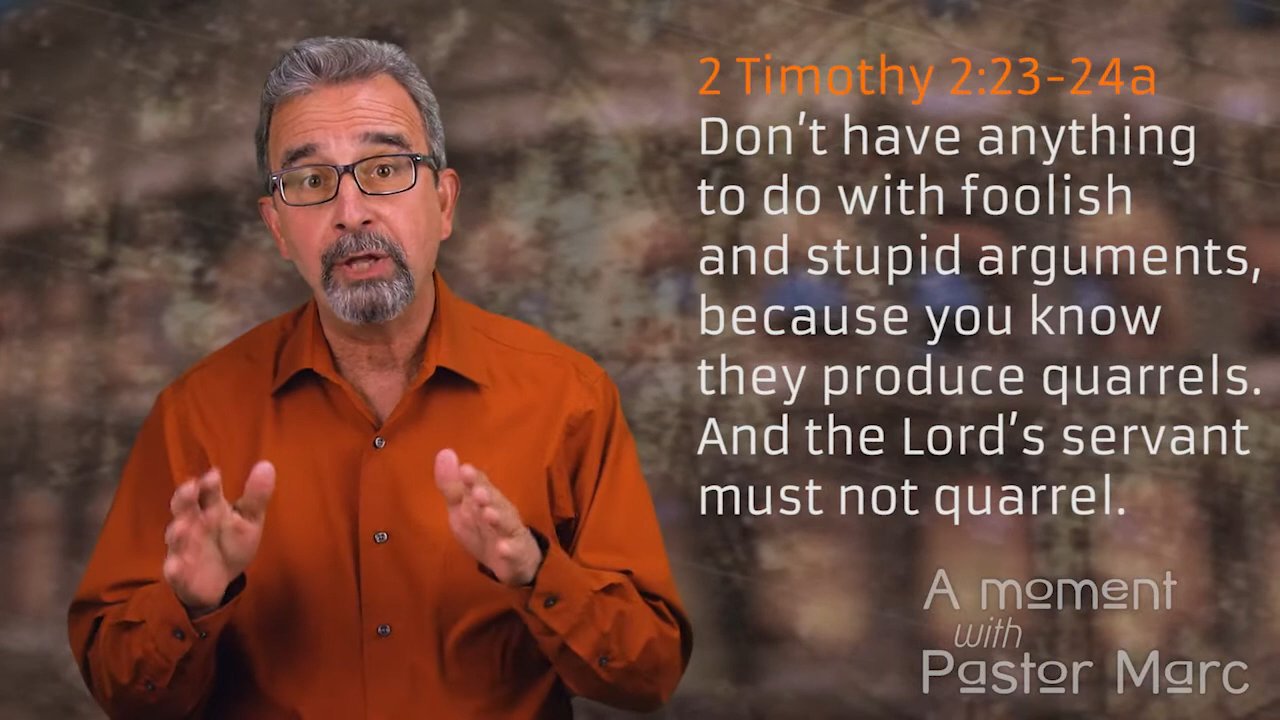 2 Timothy 2:23-24a
Don't have anything
to do with foolish
and stupid arguments,
because you know
they produce quarrels.
And the Lord's servant
must not quarrel.
A moment
with
Pastor Marc